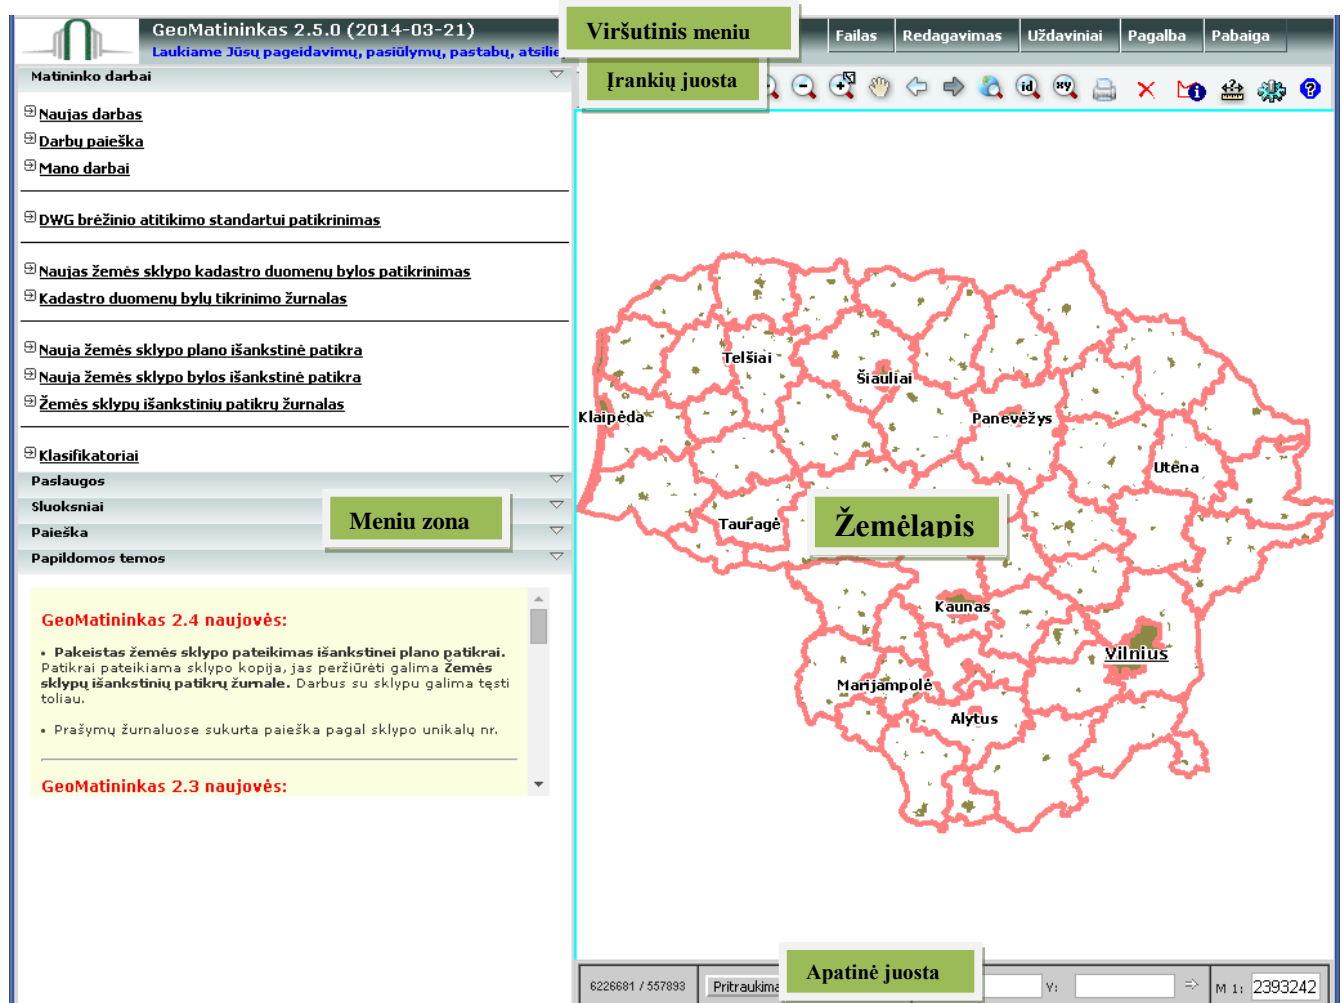 GeoMatininkas 2.5.0 (2014-03-21)
Laukiame Jūsų pageidavimų, pasiūlymų, pastabų,
Viršutinis meniu
Failas
Redagavimas
Uždaviniai
Pagalba
Pabaiga
Įrankių juosta
Matininko darbai
Naujas darbas
Darbų paieška
Mano darbai
DWG brėžinio atitikimo standartui patikrinimas
Naujas žemės sklypo kadastro duomenų bylos patikrinimas
Kadastro duomenų bylų tikrinimo žurnalas
Nauja žemės sklypo plano išankstinė patikra
Nauja žemės sklypo bylos išankstinė patikra
Žemės sklypų išankstinių patikrų žurnalas
Klasifikatoriai
Paslaugos
Sluoksniai
Paieška
Papildomos temos
Meniu zona
GeoMatininkas 2.4 naujovės:
• Pakeistas žemės sklypo pateikimas išankstinei plano patikrai.
Patikrai pateikiama sklypo kopija, jas peržiūrėti galima Žemės
sklypų išankstinių patikrų žurnale. Darbus su sklypu galima tęsti
toliau.
• Prašymų žurnaluose sukurta paieška pagal sklypo unikalų nr.
GeoMatininkas 2.3 naujovės:
id
xy
Telšiai
Šiauliai
Klaipėda
Panevėžys
Utena
Tauragė
Žemėlapis
Kaunas
Vilnius
Marijampolė
Alytus
6226681 / 557893
Apatinė juosta
Y:
M 1: 2393242